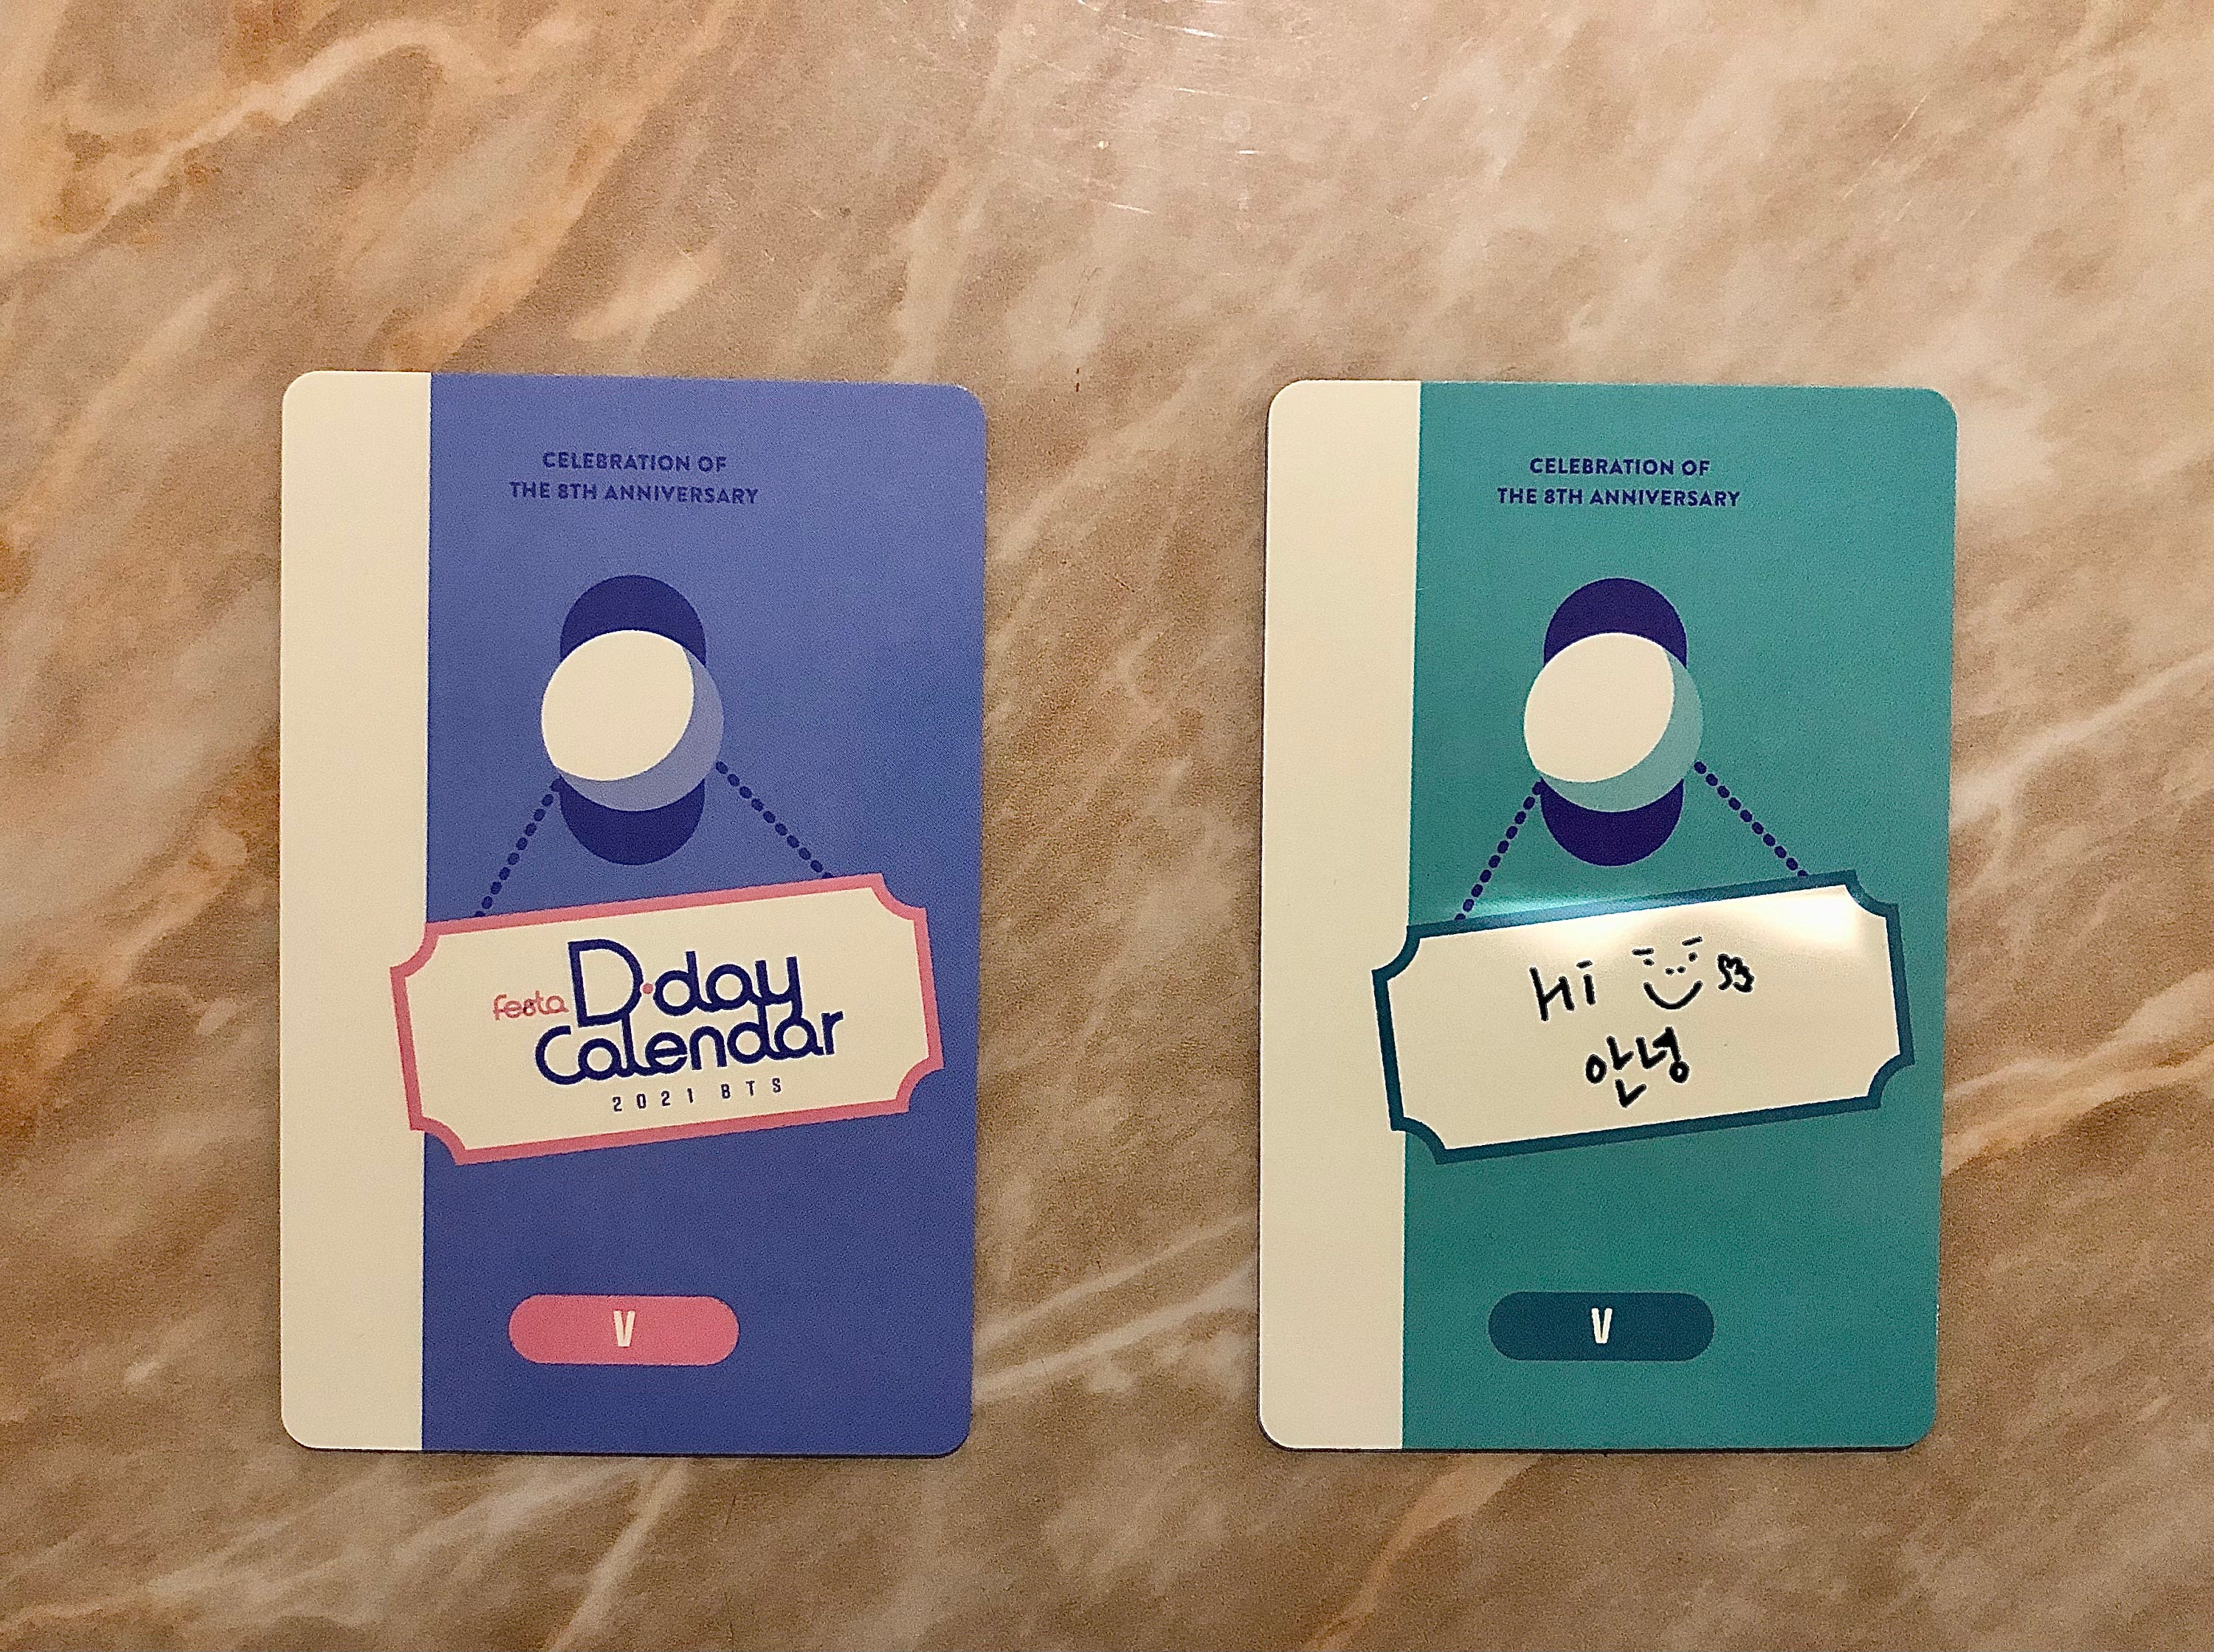 CELEBRATION OF
THE 8TH ANNIVERSARY
festa D·day
Calendar
2021 BTS
V
CELEBRATION OF
THE 8TH ANNIVERSARY
Hi
안녕
V